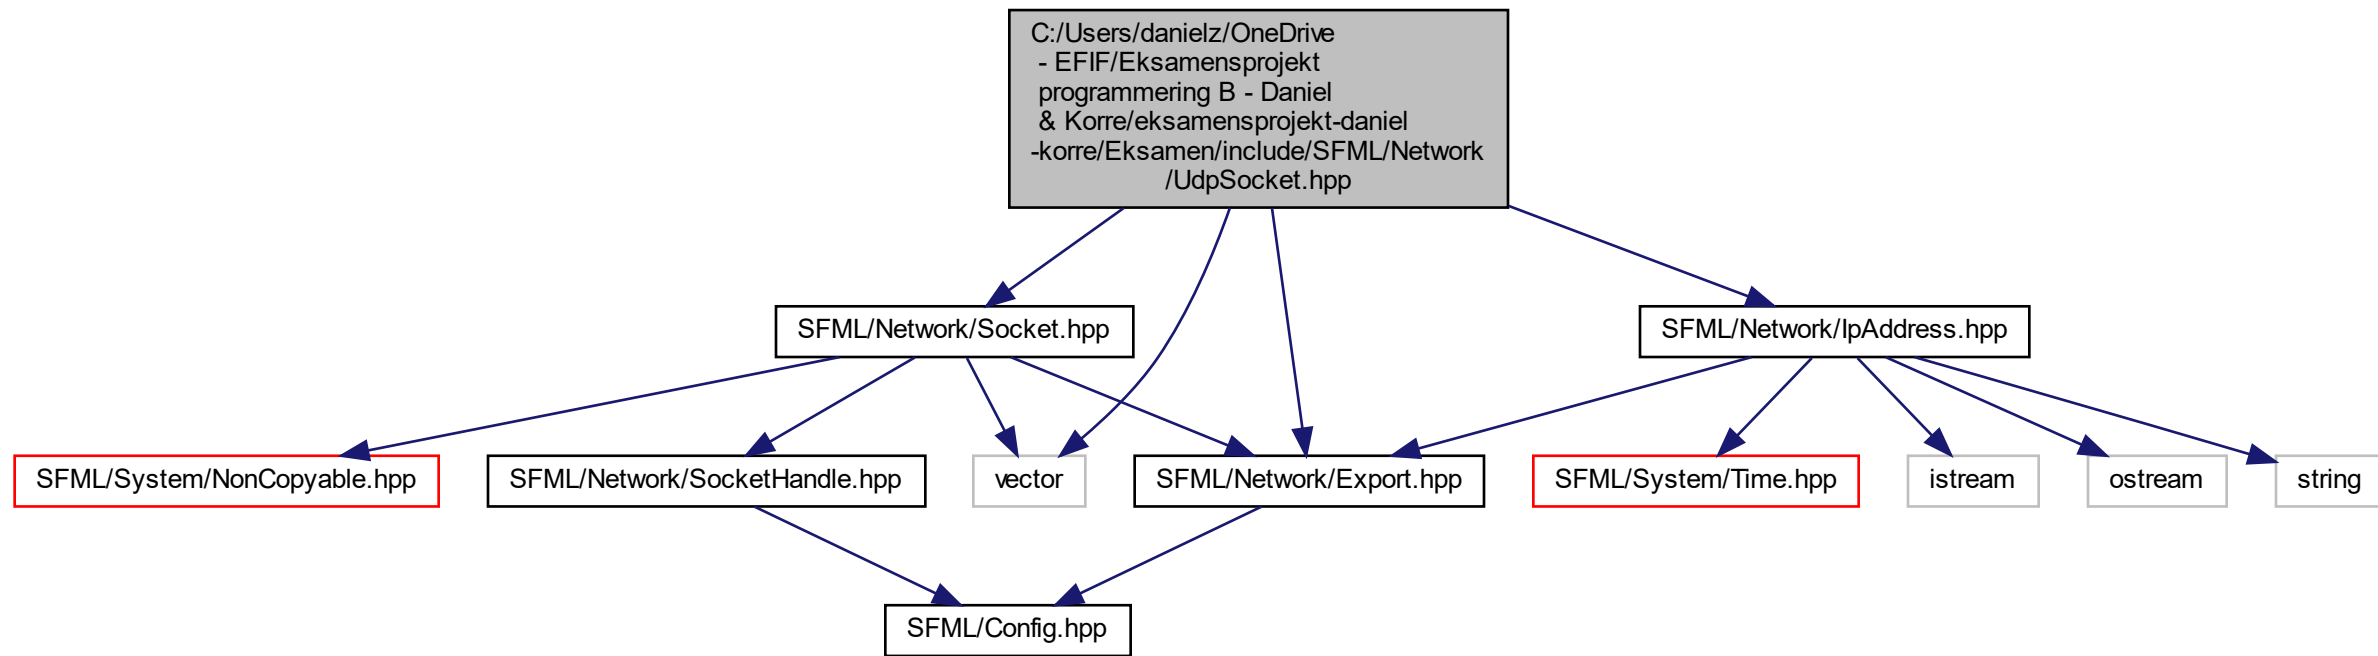 C:/Users/danielz/OneDrive
- EFIF/Eksamensprojekt
programmering B - Daniel
& Korre/eksamensprojekt-daniel
-korre/Eksamen/include/SFML/Network
/UdpSocket.hpp
SFML/Network/Socket.hpp
SFML/Network/IpAddress.hpp
SFML/System/NonCopyable.hpp
SFML/Network/SocketHandle.hpp
vector
SFML/Network/Export.hpp
SFML/System/Time.hpp
istream
ostream
string
SFML/Config.hpp